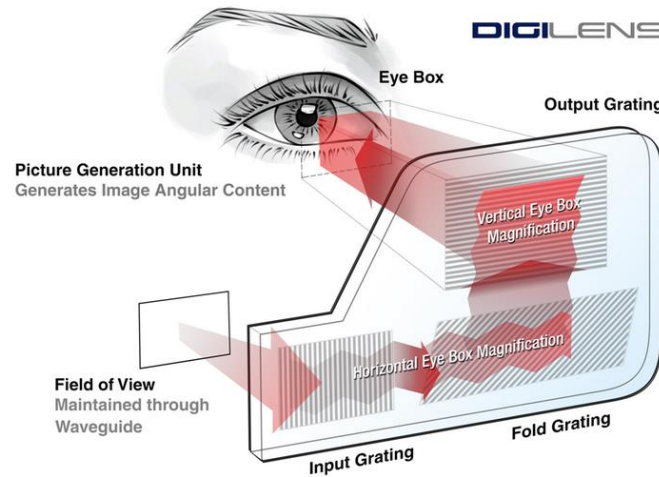 DIGILENS
Eye Box
Output Grating
Picture Generation Unit
Generates Image Angular Content
Vertical Eye Box
Magnification
Horizontal Eye Box Magnification
Field of View
Maintained through
Waveguide
Fold Grating
Input Grating